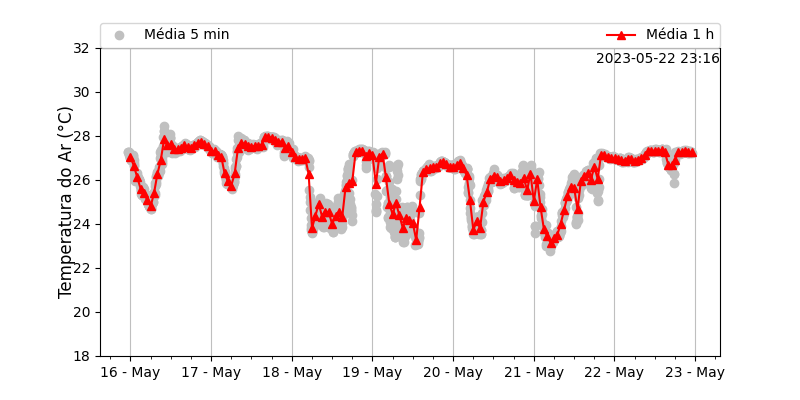 Média 5 min
Média 1 h
2023-05-22 23:16
Temperatura do Ar (°C)
32
30
28
26
24
22
20
18
16 - May
17 - May
18 - May
19 - May
20 - May
21 - May
22 - May
23 - May